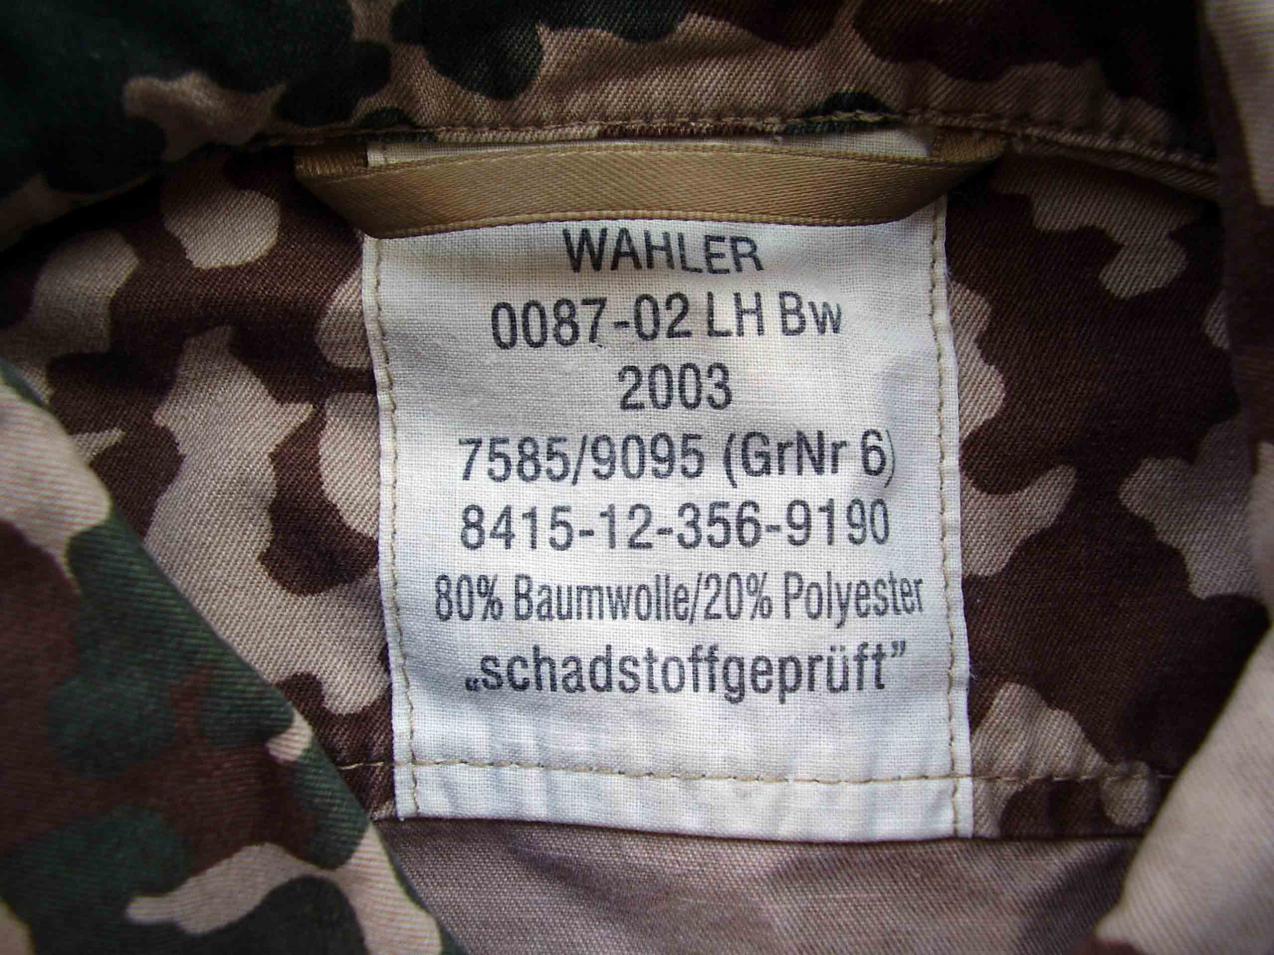 WAHLER
0087-02 LH Bw
2003
7585/9095 (GrNr 6)
8415-12-356-9190
80% Baumwolle/20% Polyester
„schadstoffgeprüft”